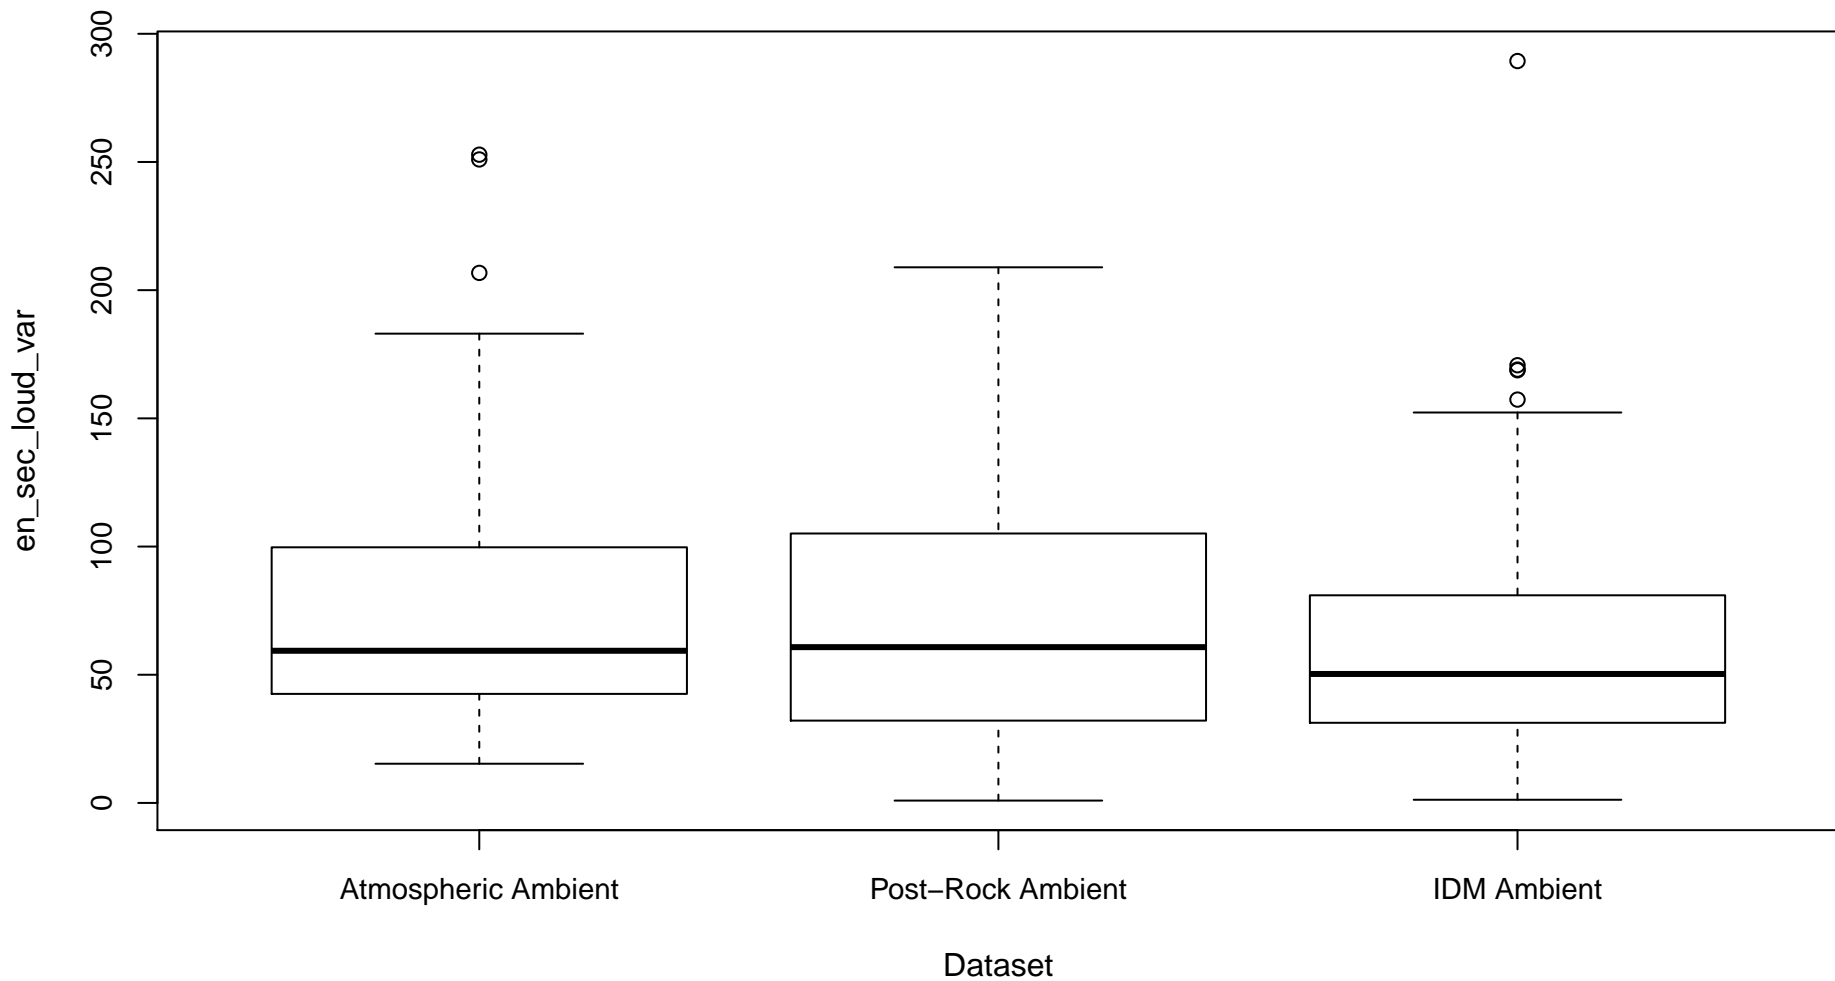 en_sec_loud_var
300
250
200
150
100
50
0
Atmospheric Ambient
Post−Rock Ambient
IDM Ambient
Dataset